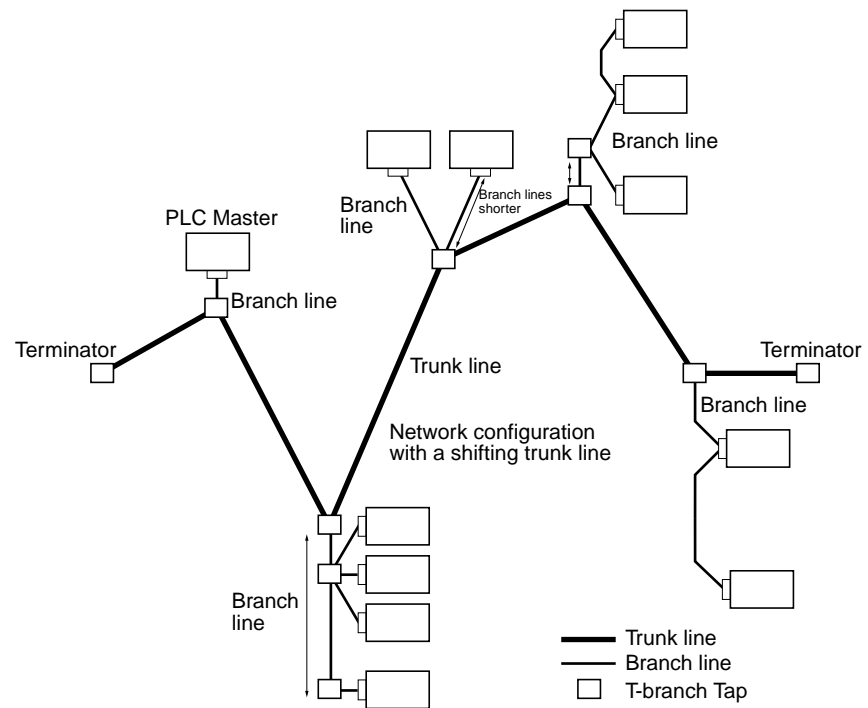 Branch line
Branch
line
Branch lines
shorter
PLC Master
Branch line
Terminator
Terminator
Trunk line
Branch line
Network configuration
with a shifting trunk line
Branch
line
Trunk line
Branch line
T-branch Tap